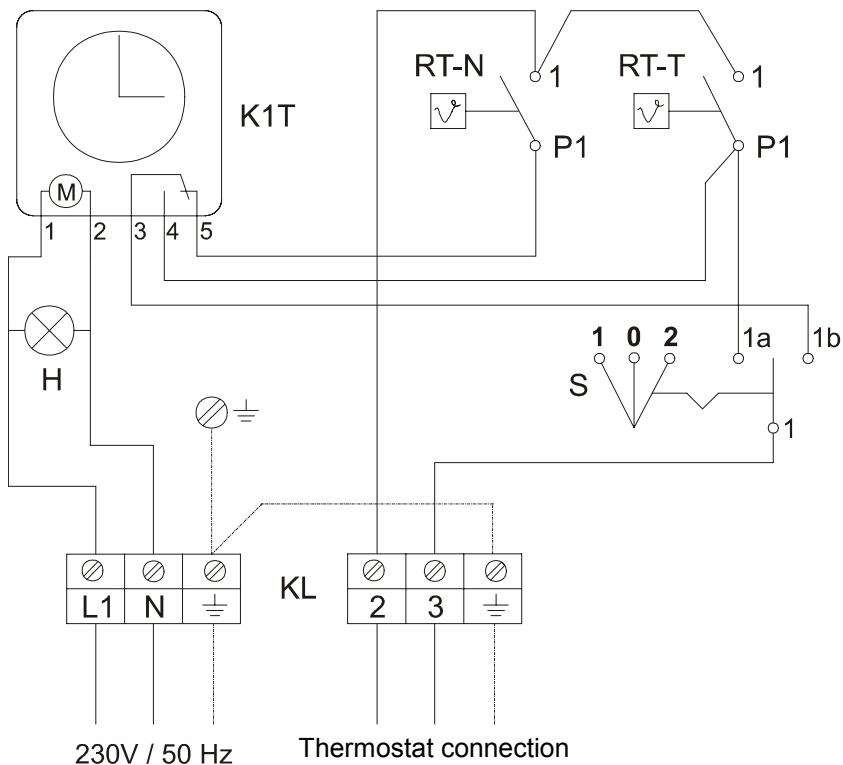 RT-N
1
RT-T
1
K1T
P1
P1
M
1 2 3 4 5
1 0 2
1a
1b
S
H
1
KL
L1 N
2 3
230V / 50 Hz
Thermostat connection